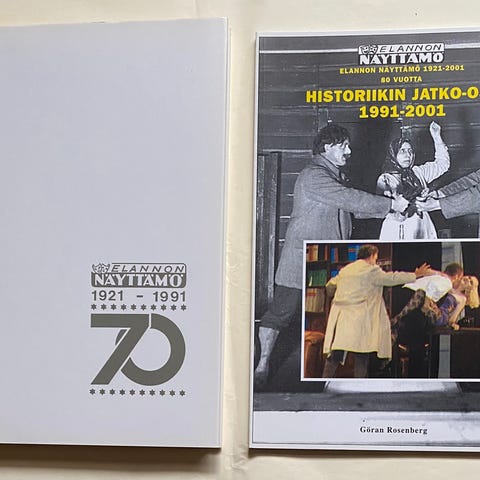 ELANNON
NÄYTTÄMÖ
1921 - 1991
70
ELANNON
NÄYTTÄMÖ
ELANNON NÄYTTÄMÖ 1921-2001
80 VUOTTA
HISTORIIKIN JATKO-O
1991-2001
Göran Rosenberg